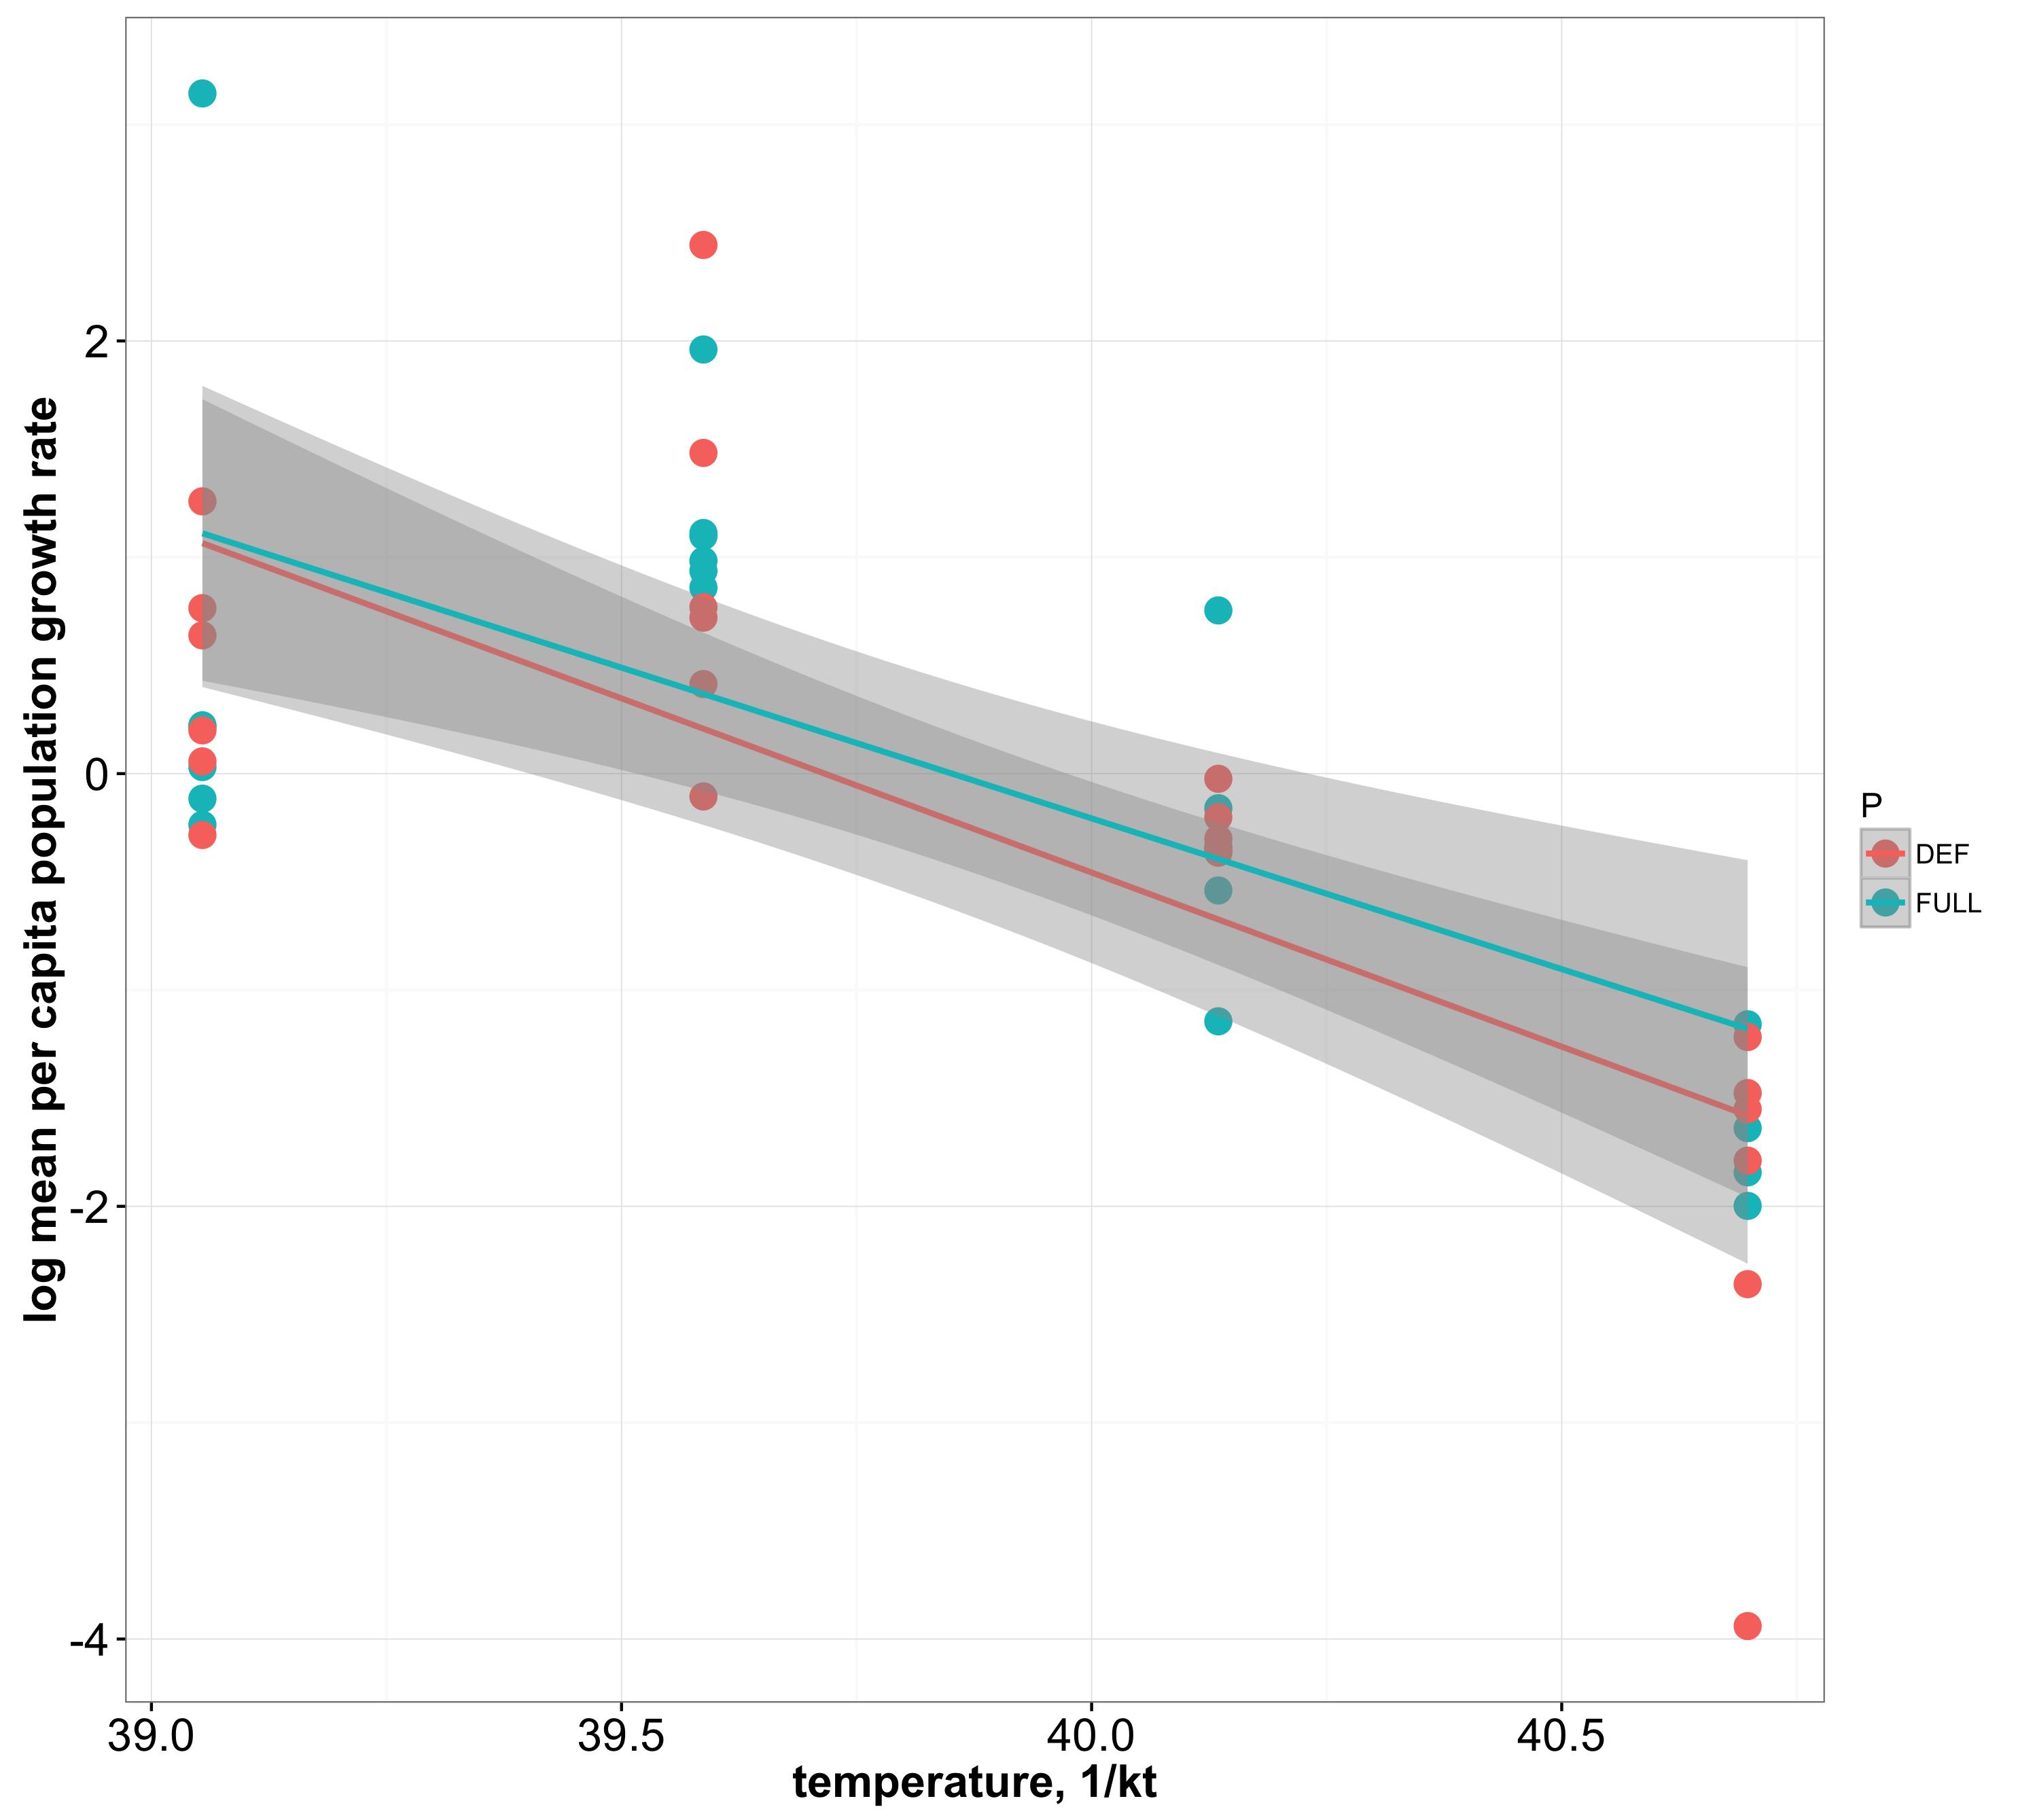 log mean per capita population growth rate
2
0
-2
-4
39.0
39.5
40.0
40.5
temperature, 1/kt
P
DEF
FULL